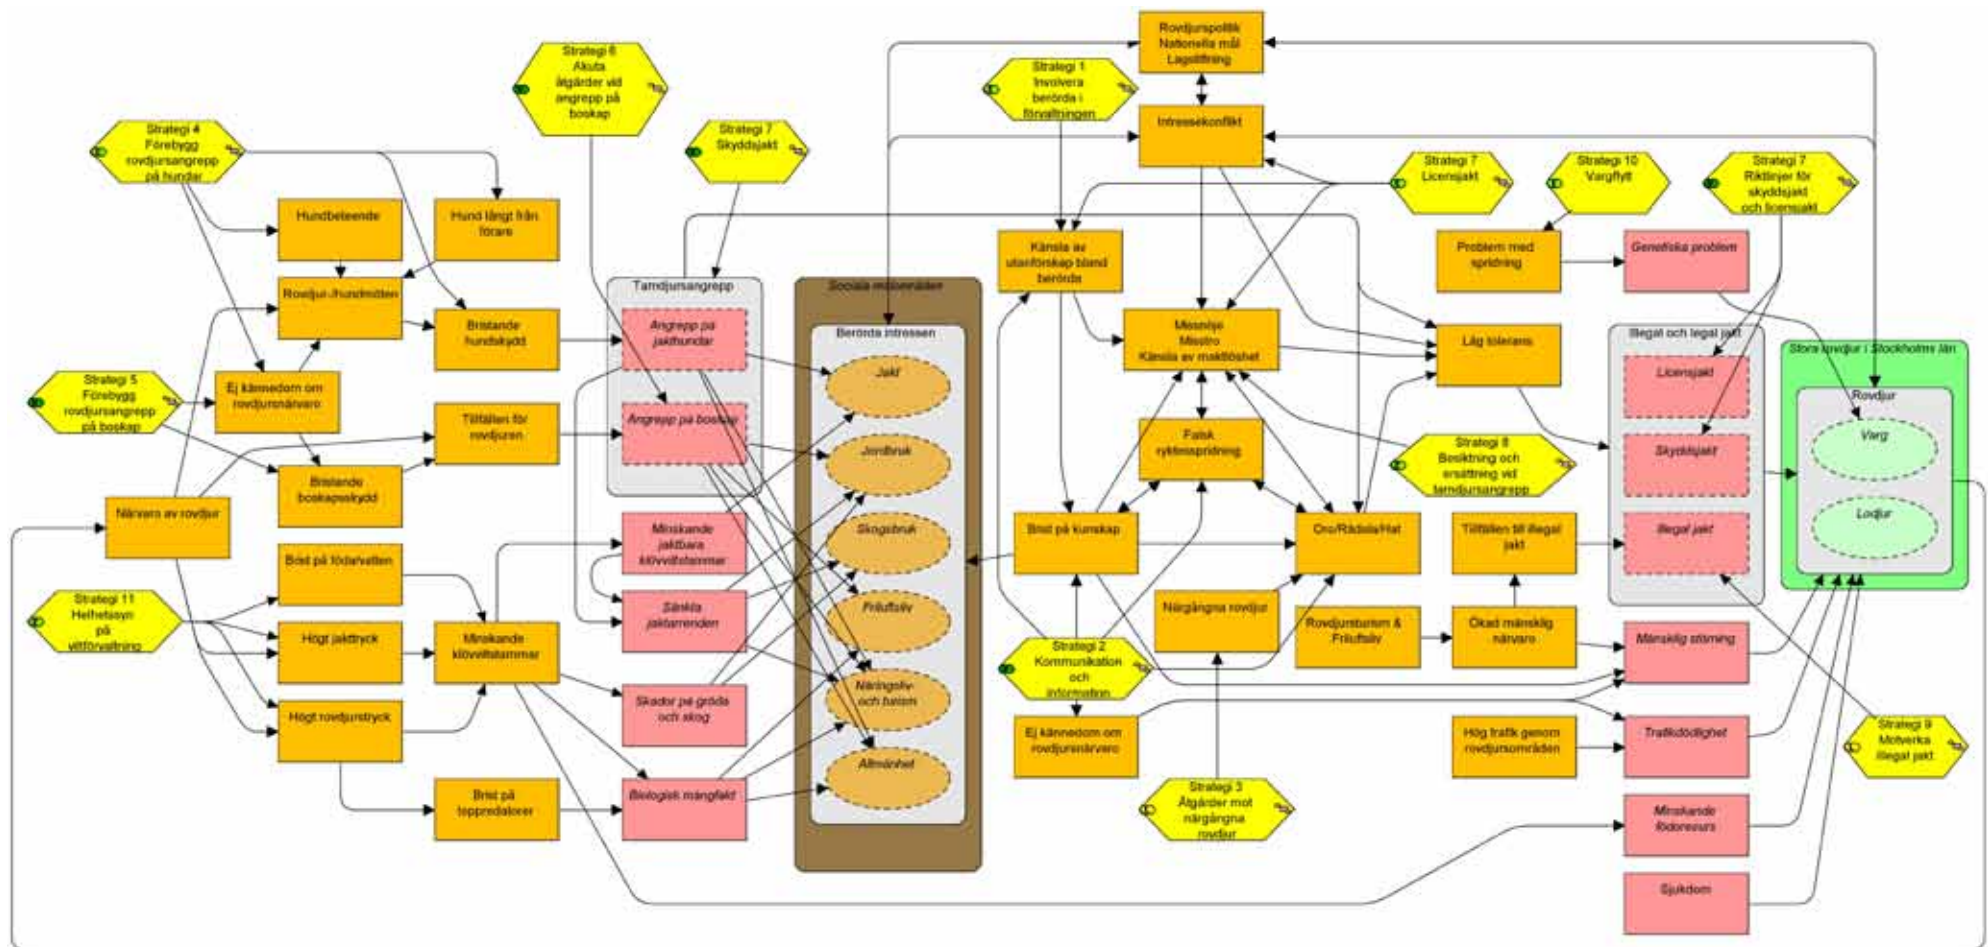 Rovdjurspolitik
Nationella mål
Lagstiftning
Strategi 6
Akuta
åtgärder vid
angrepp på
boskap
Strategi 1
Involvera
berörda i
förvaltningen
Intressekonflikt
Strategi 4
Förebygg
rovdjursangrepp
på hundar
Strategi 7
Skyddsjakt
Strategi 7
Licensjakt
Strategi 10
Vargflytt
Strategi 7
Riktlinjer för
skyddsjakt
och licensjakt
Hundbeteende
Hund långt från
förare
Känsla av
utanförskap bland
berörda
Problem med
spridning
Genetiska problem
Rovdjur-/hundmöten
Tamdjursangrepp
Sociala målområden
Bristande
hundskydd
Angrepp på
jakthundar
Berörda intressen
Missnöje
Misstro
Känsla av maktlöshet
Låg tolerans
Illegal och legal jakt
Stora rovdjur i Stockholms län
Strategi 5
Förebygg
rovdjursangrepp
på boskap
Ej kännedom om
rovdjursnärvaro
Jakt
Licensjakt
Rovdjur
Tillfällen för
rovdjuren
Angrepp på boskap
Falsk
ryktesspridning
Varg
Bristande
boskapsskydd
Jordbruk
Strategi 8
Besiktning och
ersättning vid
tamdjursangrepp
Skyddsjakt
Närvaro av rovdjur
Minskande
jaktbara
klövviltstammar
Skogsbruk
Brist på kunskap
Oro/Rädsla/Hat
Tillfällen till illegal
jakt
Illegal jakt
Lodjur
Brist på foder/vatten
Strategi 11
Helhetssyn
på
viltförvaltning
Sänkta
jaktarrenden
Friluftsliv
Närgångna rovdjur
Rovdjursturism &
Friluftsliv
Ökad mänsklig
närvaro
Högt jakttryck
Minskande
klövviltstammar
Strategi 2
Kommunikation
och
information
Mänsklig störning
Högt rovdjurstryck
Skador på gröda
och skog
Näringsliv
och turism
Ej kännedom om
rovdjursnärvaro
Hög trafik genom
rovdjursområden
Trafikdödlighet
Strategi 9
Motverka
illegal jakt
Brist på
toppredatorer
Biologisk mångfald
Allmänhet
Strategi 3
Åtgärder mot
närgångna
rovdjur
Minskande
födoresurs
Sjukdom